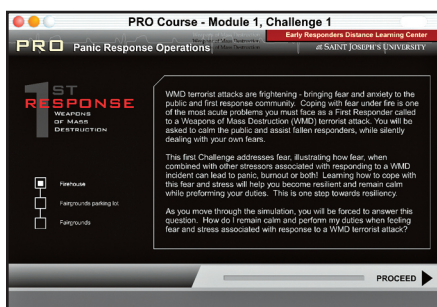 PRO Course - Module 1, Challenge 1
Early Responders Distance Learning Center
PRO Panic Response Operations
at SAINT JOSEPH'S UNIVERSITY
1ST
RESPONSE
WEAPONS
OF MASS
DESTRUCTION
Firehouse
Fairgrounds parking lot
Fairgrounds
WMD terrorist attacks are frightening - bringing fear and anxiety to the
public and first response community. Coping with fear under fire is one
of the most acute problems you must face as a First Responder called
to a Weapons of Mass Destruction (WMD) terrorist attack. You will be
asked to calm the public and assist fallen responders, while silently
dealing with your own fears.
This first Challenge addresses fear, illustrating how fear, when
combined with other stressors associated with responding to a WMD
incident can lead to panic, burnout or both! Learning how to cope with
this fear and stress will help you become resilient and remain calm
while preforming your duties. This is one step towards resiliency.
As you move through the simulation, you will be forced to answer this
question. How do I remain calm and perform my duties when feeling
fear and stress associated with response to a WMD terrorist attack?
PROCEED